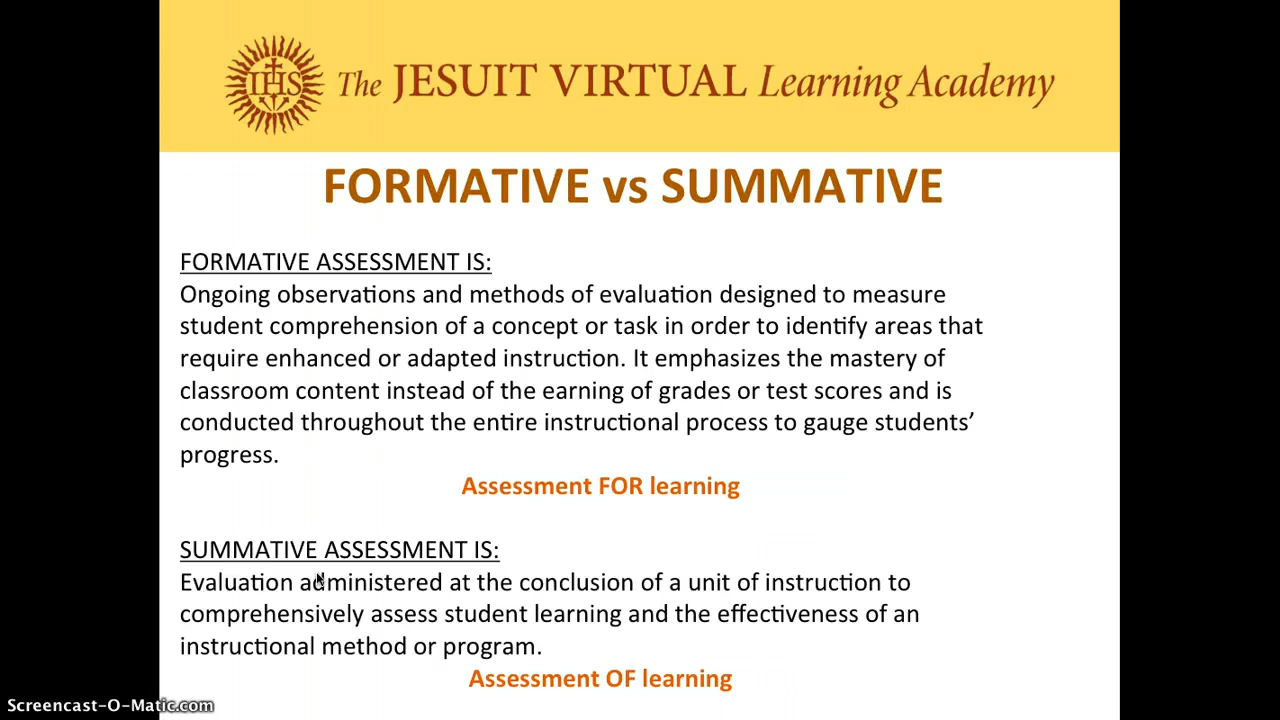 IHS The JESUIT VIRTUAL Learning Academy
FORMATIVE vs SUMMATIVE
FORMATIVE ASSESSMENT IS:
Ongoing observations and methods of evaluation designed to measure
student comprehension of a concept or task in order to identify areas that
require enhanced or adapted instruction. It emphasizes the mastery of
classroom content instead of the earning of grades or test scores and is
conducted throughout the entire instructional process to gauge students’
progress.
Assessment FOR learning
SUMMATIVE ASSESSMENT IS:
Evaluation administered at the conclusion of a unit of instruction to
comprehensively assess student learning and the effectiveness of an
instructional method or program.
Assessment OF learning
Screencast-O-Matic.com